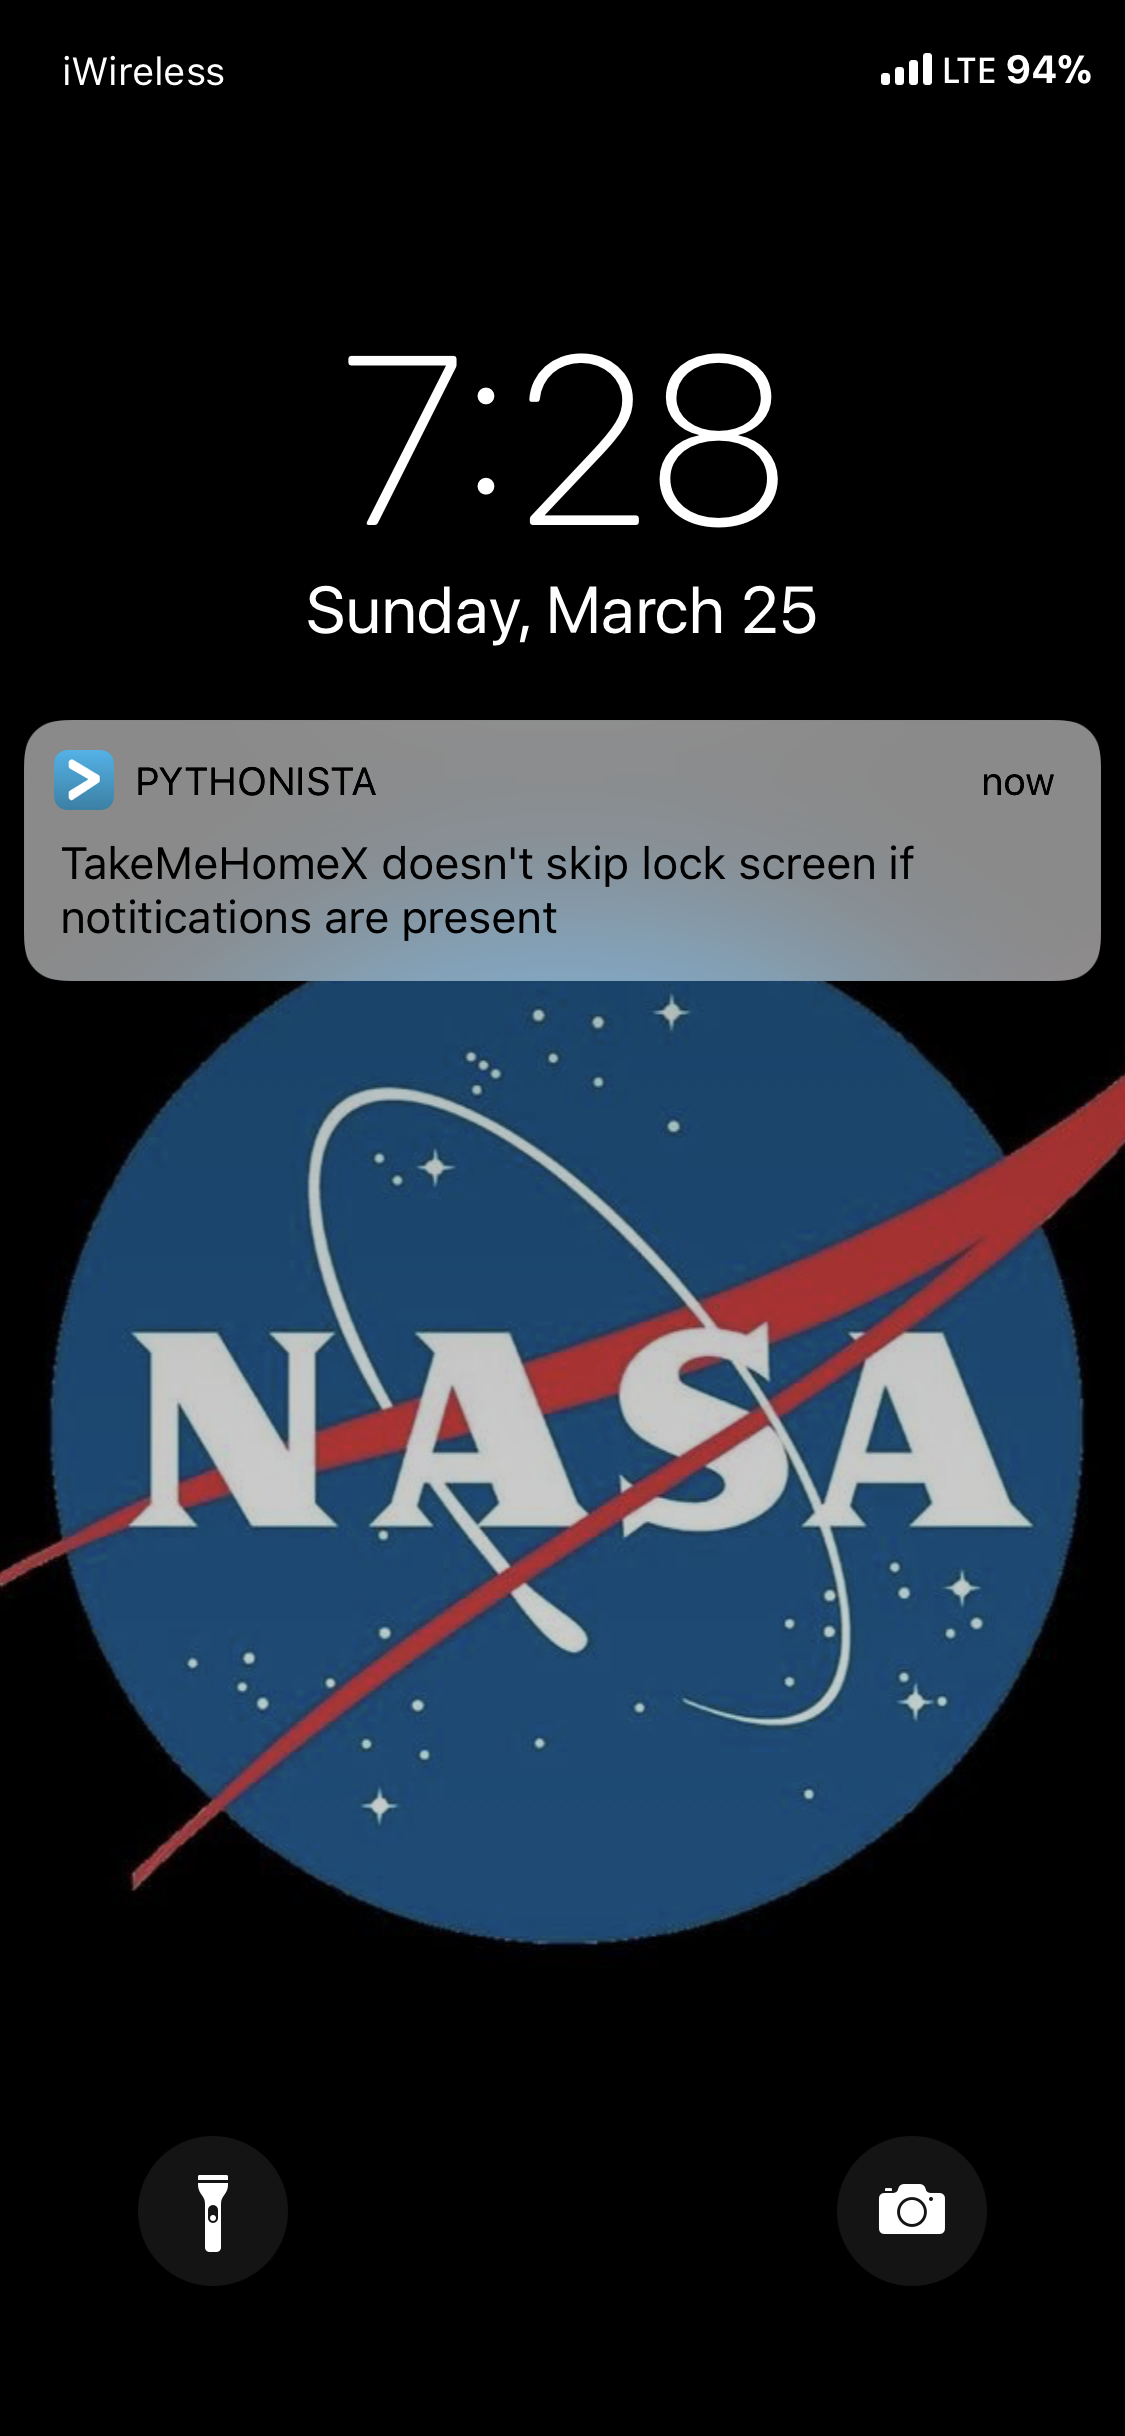 iWireless LTE 94%
7:28
Sunday, March 25
PYTHONISTA now
TakeMeHomeX doesn't skip lock screen if
notitications are present
NASA